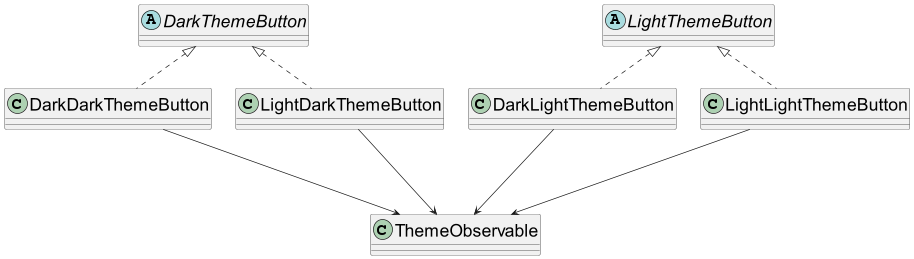 A DarkThemeButton
A LightThemeButton
C DarkDarkThemeButton
C LightDarkThemeButton
C DarkLightThemeButton
C LightLightThemeButton
C ThemeObservable